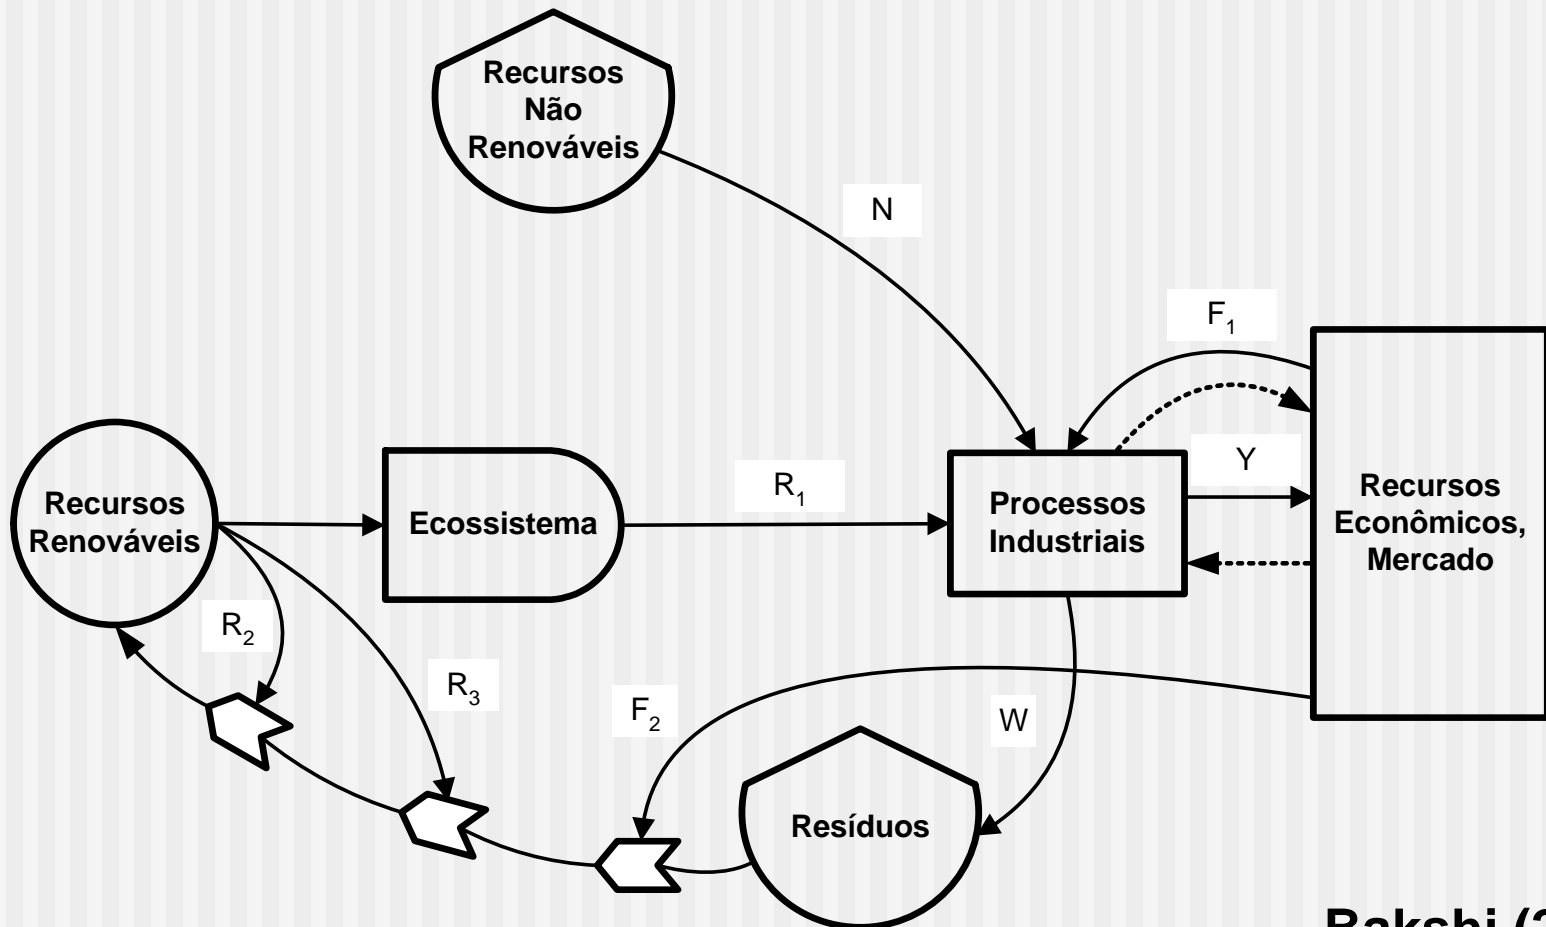 Recursos
Não
Renováveis
N
F₁
Y
R₁
Recursos
Renováveis
Ecossistema
Processos
Industriais
Recursos
Econômicos,
Mercado
R₂
R₃
F₂
W
Resíduos